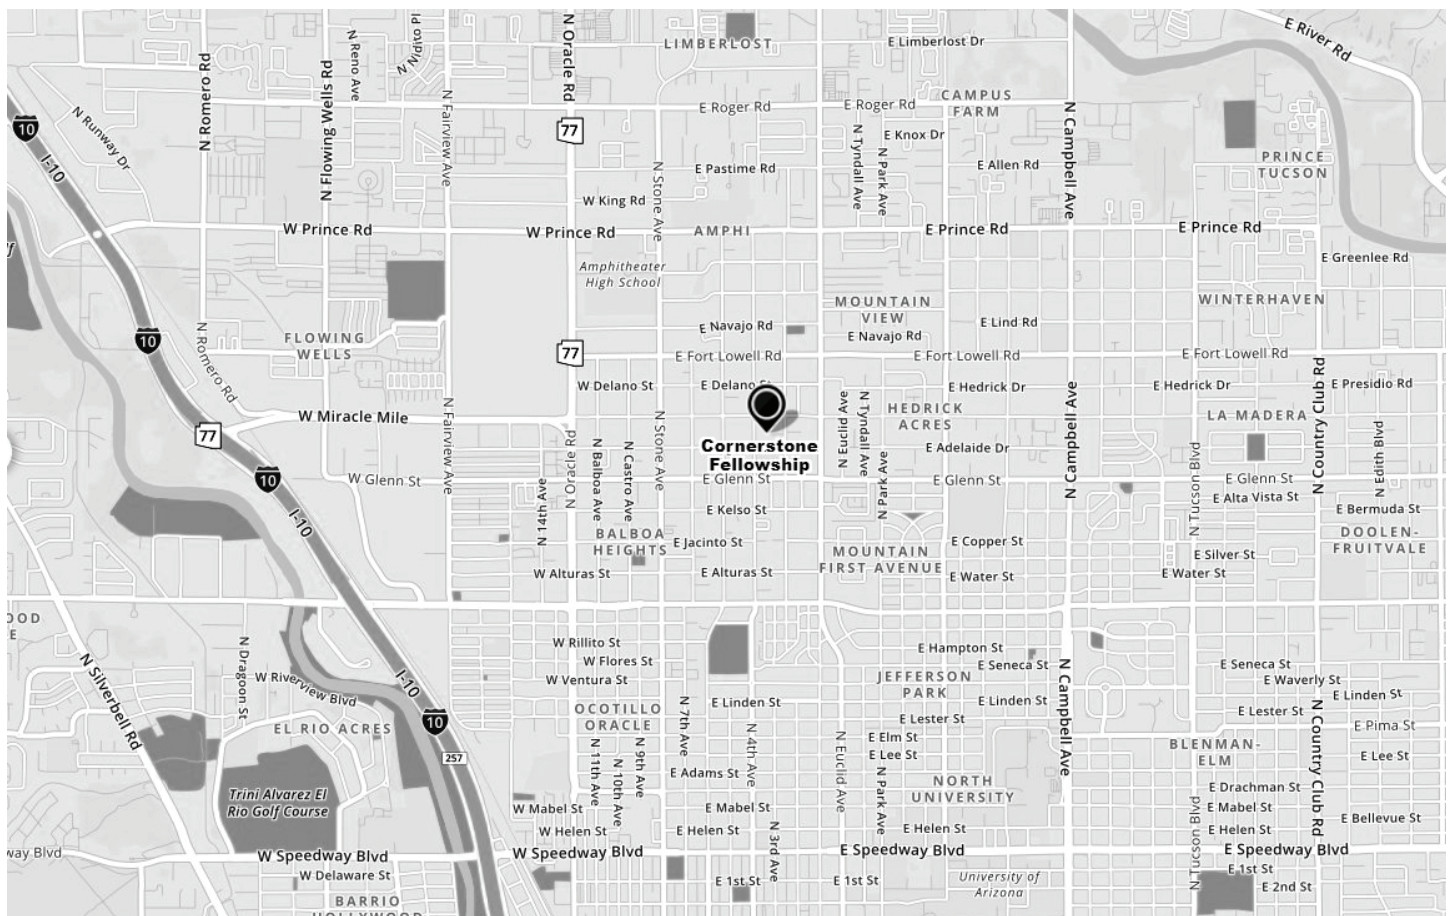 N Oracle Rd
N Nidito Pl
N Reno Ave
LIMBERLOST
E Limberlost Dr
E River Rd
N Romero Rd
N Flowing Wells Rd
N Fairview Ave
E Roger Rd
E Roger Rd
CAMPUS
FARM
N Campbell Ave
10
I-10
N Runway Dr
77
E Knox Dr
N Tyndall Ave
N Park Ave
E Pastime Rd
N Stone Ave
E Allen Rd
PRINCE
TUCSON
W King Rd
W Prince Rd
W Prince Rd
AMPHI
E Prince Rd
E Prince Rd
E Greenlee Rd
Amphitheater
High School
MOUNTAIN
VIEW
WINTERHAVEN
10
N Romero Rd
FLOWING
WELLS
E Navajo Rd
E Navajo Rd
E Lind Rd
77
E Fort Lowell Rd
E Fort Lowell Rd
E Fort Lowell Rd
W Delano St
E Delano St
E Hedrick Dr
E Hedrick Dr
E Presidio Rd
N Country Club Rd
W Miracle Mile
N Fairview Ave
N Stone Ave
N Euclid Ave
N Tyndall Ave
HEDRICK
ACRES
N Campbell Ave
LA MADERA
77
Cornerstone
Fellowship
E Adelaide Dr
N Edith Blvd
10
W Glenn St
N Oracle Rd
N Balboa Ave
N Castro Ave
E Glenn St
N Park Ave
E Glenn St
E Glenn St
E Alta Vista St
N Tucson Blvd
I-10
N 14th Ave
E Kelso St
E Bermuda St
BALBOA
HEIGHTS
E Jacinto St
MOUNTAIN
FIRST AVENUE
E Copper St
DOOLEN-
FRUITVALE
E Silver St
W Alturas St
E Alturas St
E Water St
E Water St
OOD
E
N Silverbell Rd
N Dragoon St
W Riverview Blvd
I-10
W Rillito St
W Flores St
W Ventura St
E Hampton St
E Seneca St
E Seneca St
JEFFERSON
PARK
E Waverly St
E Linden St
E Linden St
E Linden St
N Campbell Ave
10
OCOTILLO
ORACLE
N 7th Ave
E Lester St
E Lester St
E Pima St
EL RIO ACRES
N 4th Ave
N Euclid Ave
E Elm St
E Lee St
BLENMAN-
ELM
E Lee St
N Country Club Rd
257
N 11th Ave
N 10th Ave
N 9th Ave
E Adams St
N Park Ave
NORTH
UNIVERSITY
E Drachman St
Trini Alvarez El
Rio Golf Course
W Mabel St
E Mabel St
E Mabel St
E Bellevue St
W Helen St
E Helen St
E Helen St
E Helen St
N Tucson Blvd
way Blvd
W Speedway Blvd
W Speedway Blvd
N 3rd Ave
E Speedway Blvd
E Speedway Blvd
W Delaware St
E 1st St
E 1st St
University of
Arizona
E 1st St
E 2nd St
BARRIO
HOLLYWOOD